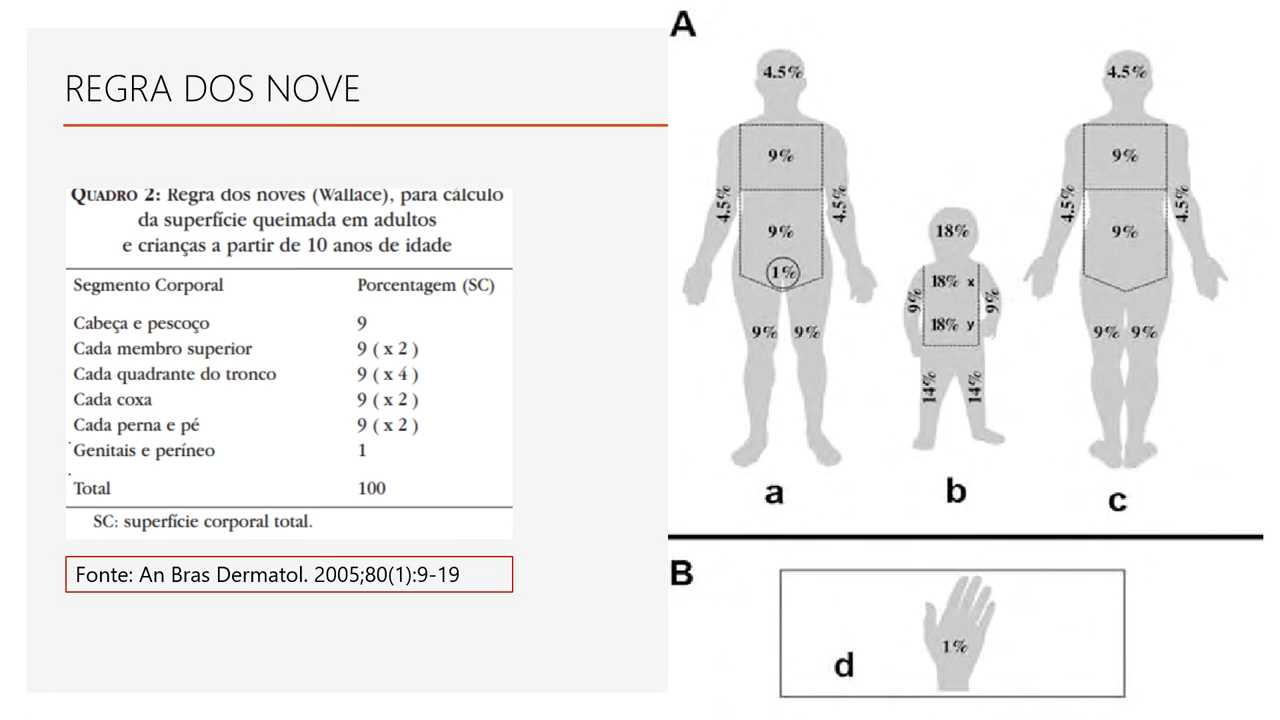 REGRA DOS NOVE
QUADRO 2: Regra dos noves (Wallace), para cálculo
da superfície queimada em adultos
e crianças a partir de 10 anos de idade
Segmento Corporal Porcentagem (SC)
Cabeça e pescoço 9
Cada membro superior 9 ( x 2 )
Cada quadrante do tronco 9 ( x 4 )
Cada coxa 9 ( x 2 )
Cada perna e pé 9 ( x 2 )
Genitais e períneo 1
Total 100
SC: superfície corporal total.
Fonte: An Bras Dermatol. 2005;80(1):9-19
A
4.5%
9%
4.5%
4.5%
9%
1%
9% 9%
a
18%
18% x
9%
9%
18% y
14%
14%
b
4.5%
9%
4.5%
4.5%
9%
9% 9%
c
B
1%
d